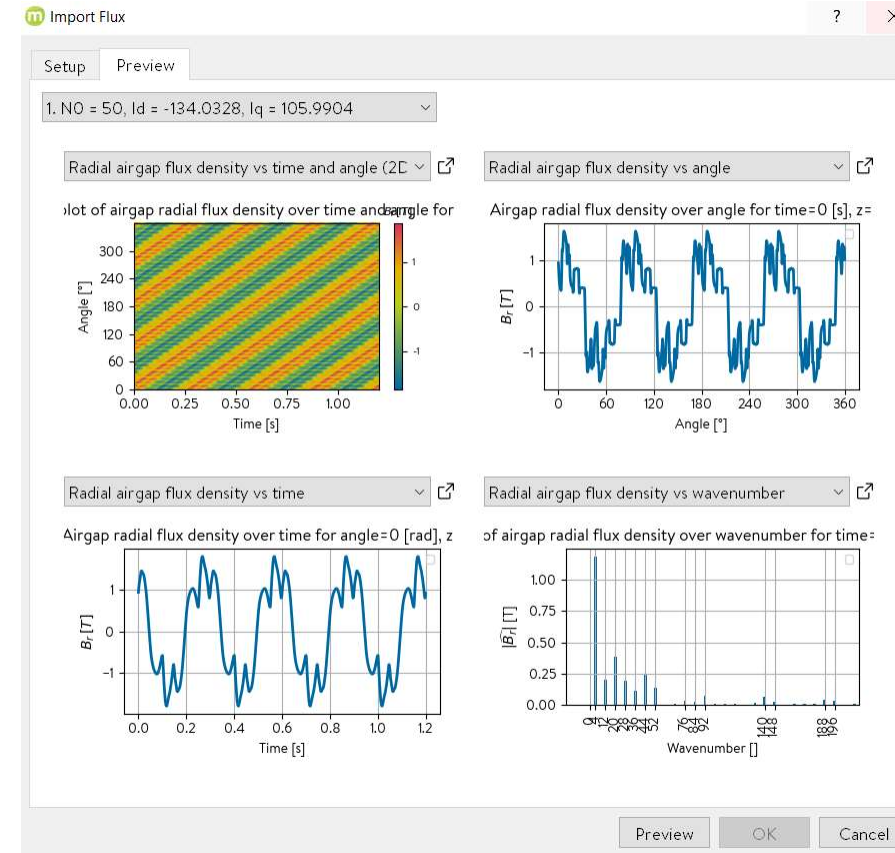 Import Flux
?
Setup
Preview
1. N0 = 50, Id = -134.0328, Iq = 105.9904
Radial airgap flux density vs time and angle (2D
Radial airgap flux density vs angle
lot of airgap radial flux density over time and angle for
Airgap radial flux density over angle for time=0 [s], z=
300
240
180
120
60
0
Angle [°]
0.00 0.25 0.50 0.75 1.00
Time [s]
1
0
-1
1
0
-1
Br [T]
0 60 120 180 240 300 360
Angle [°]
Radial airgap flux density vs time
Radial airgap flux density vs wavenumber
Airgap radial flux density over time for angle=0 [rad], z
of airgap radial flux density over wavenumber for time=
1
0
-1
Br [T]
0.0 0.2 0.4 0.6 0.8 1.0 1.2
Time [s]
1.00
0.75
0.50
0.25
0.00
|B̂r| [T]
0 4 12 20 28 36 44 52 76 84 92 140 148 188 196
Wavenumber []
Preview
OK
Cancel